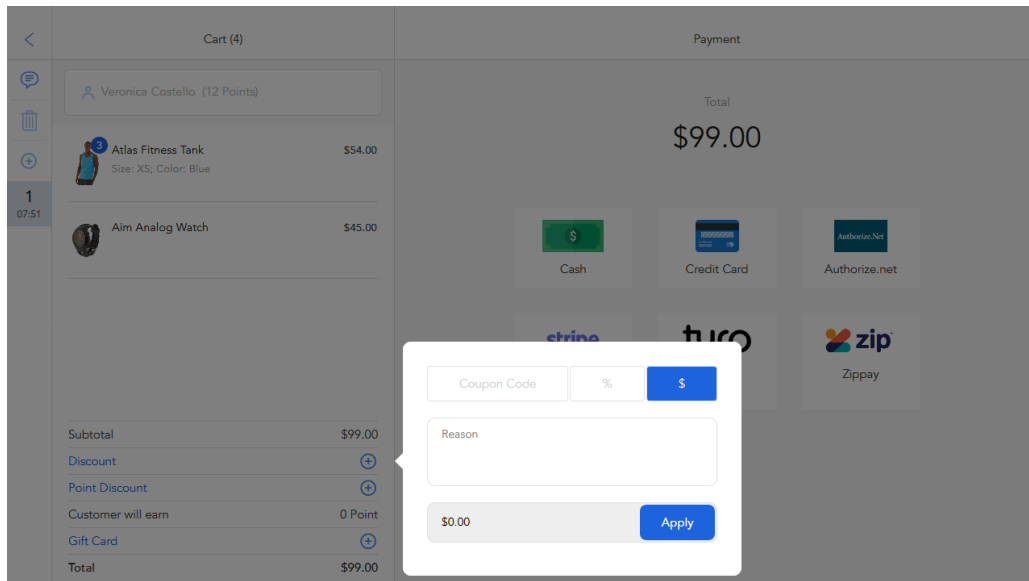 Cart (4)
Payment
Veronica Costello (12 Points)
Total
$99.00
3
Atlas Fitness Tank
$54.00
Size: XS; Color: Blue
1
07:51
Aim Analog Watch
$45.00
$
Authorize.Net
Cash
Credit Card
Authorize.net
stripe
zip
Zippay
Coupon Code
%
$
Reason
$0.00
Apply
Subtotal
$99.00
Discount
Point Discount
Customer will earn
0 Point
Gift Card
Total
$99.00